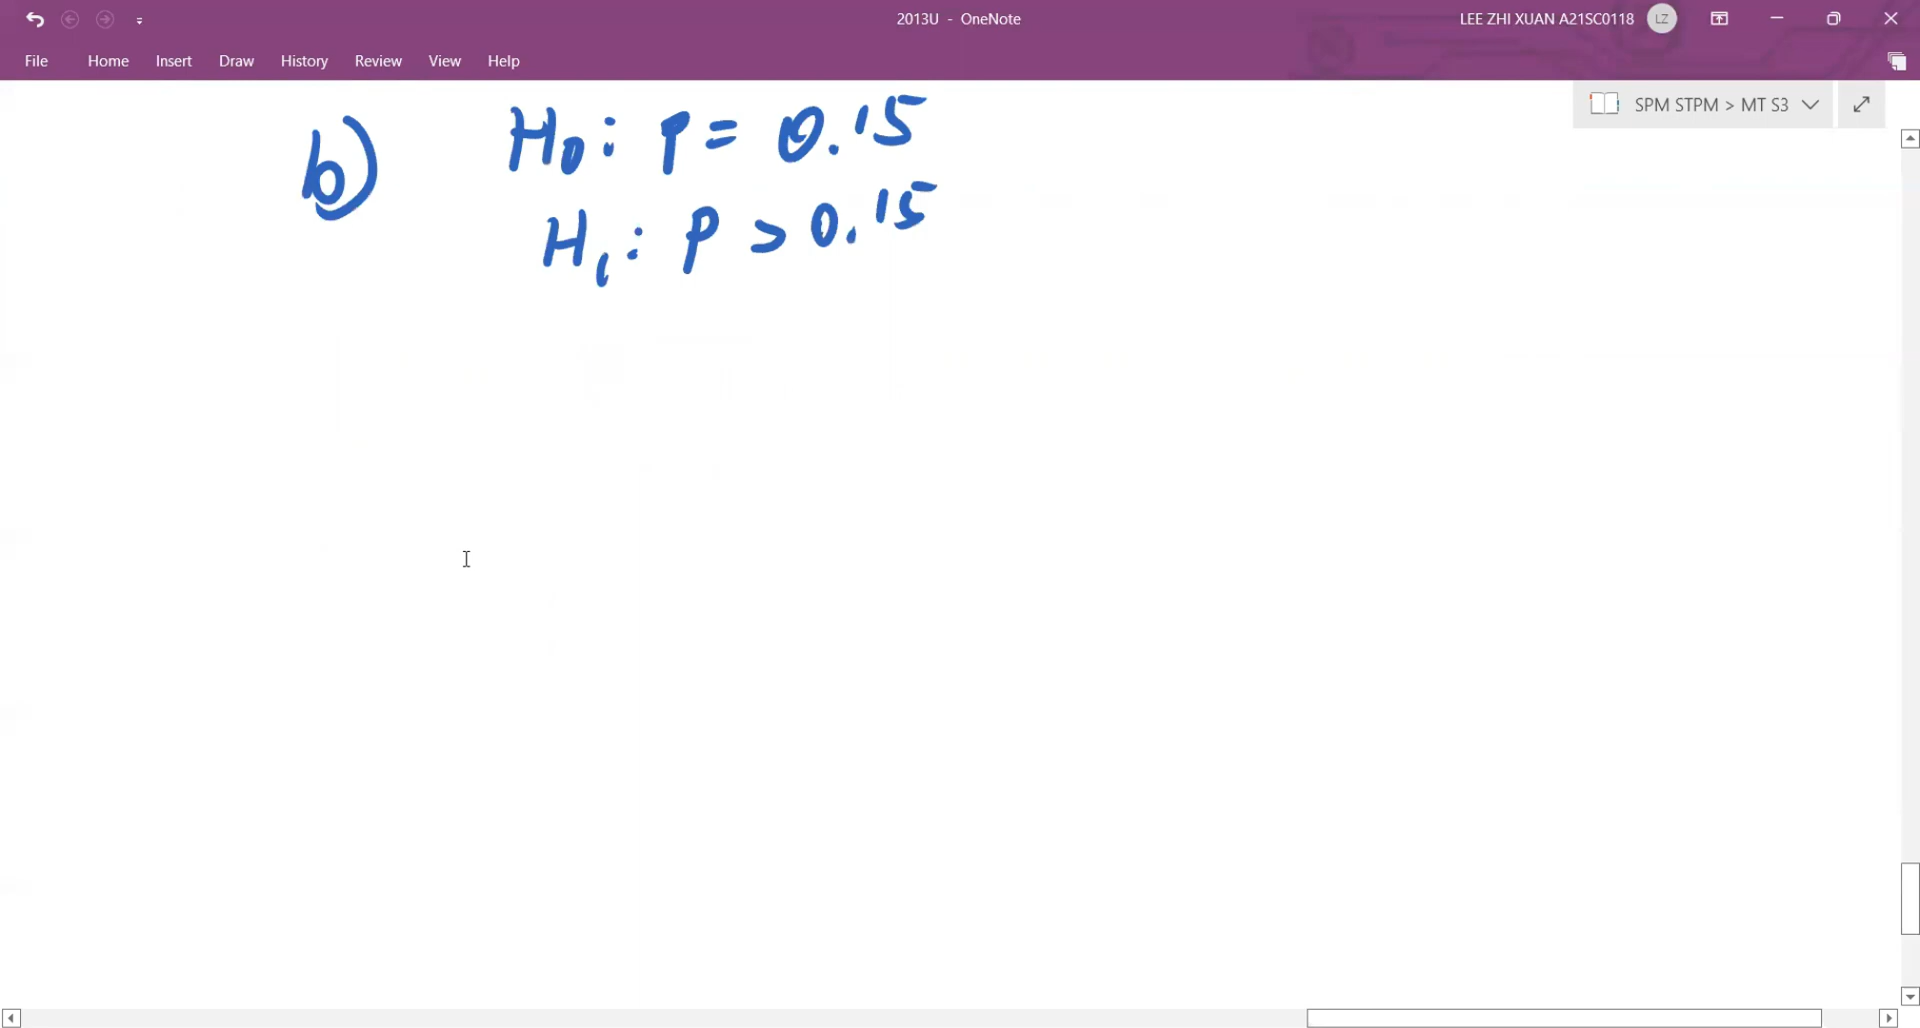 2013U - OneNote
LEE ZHI XUAN A21SC0118
LZ
File Home Insert Draw History Review View Help
SPM STPM > MT S3
b) H0: P = 0.15
H1: P > 0.15